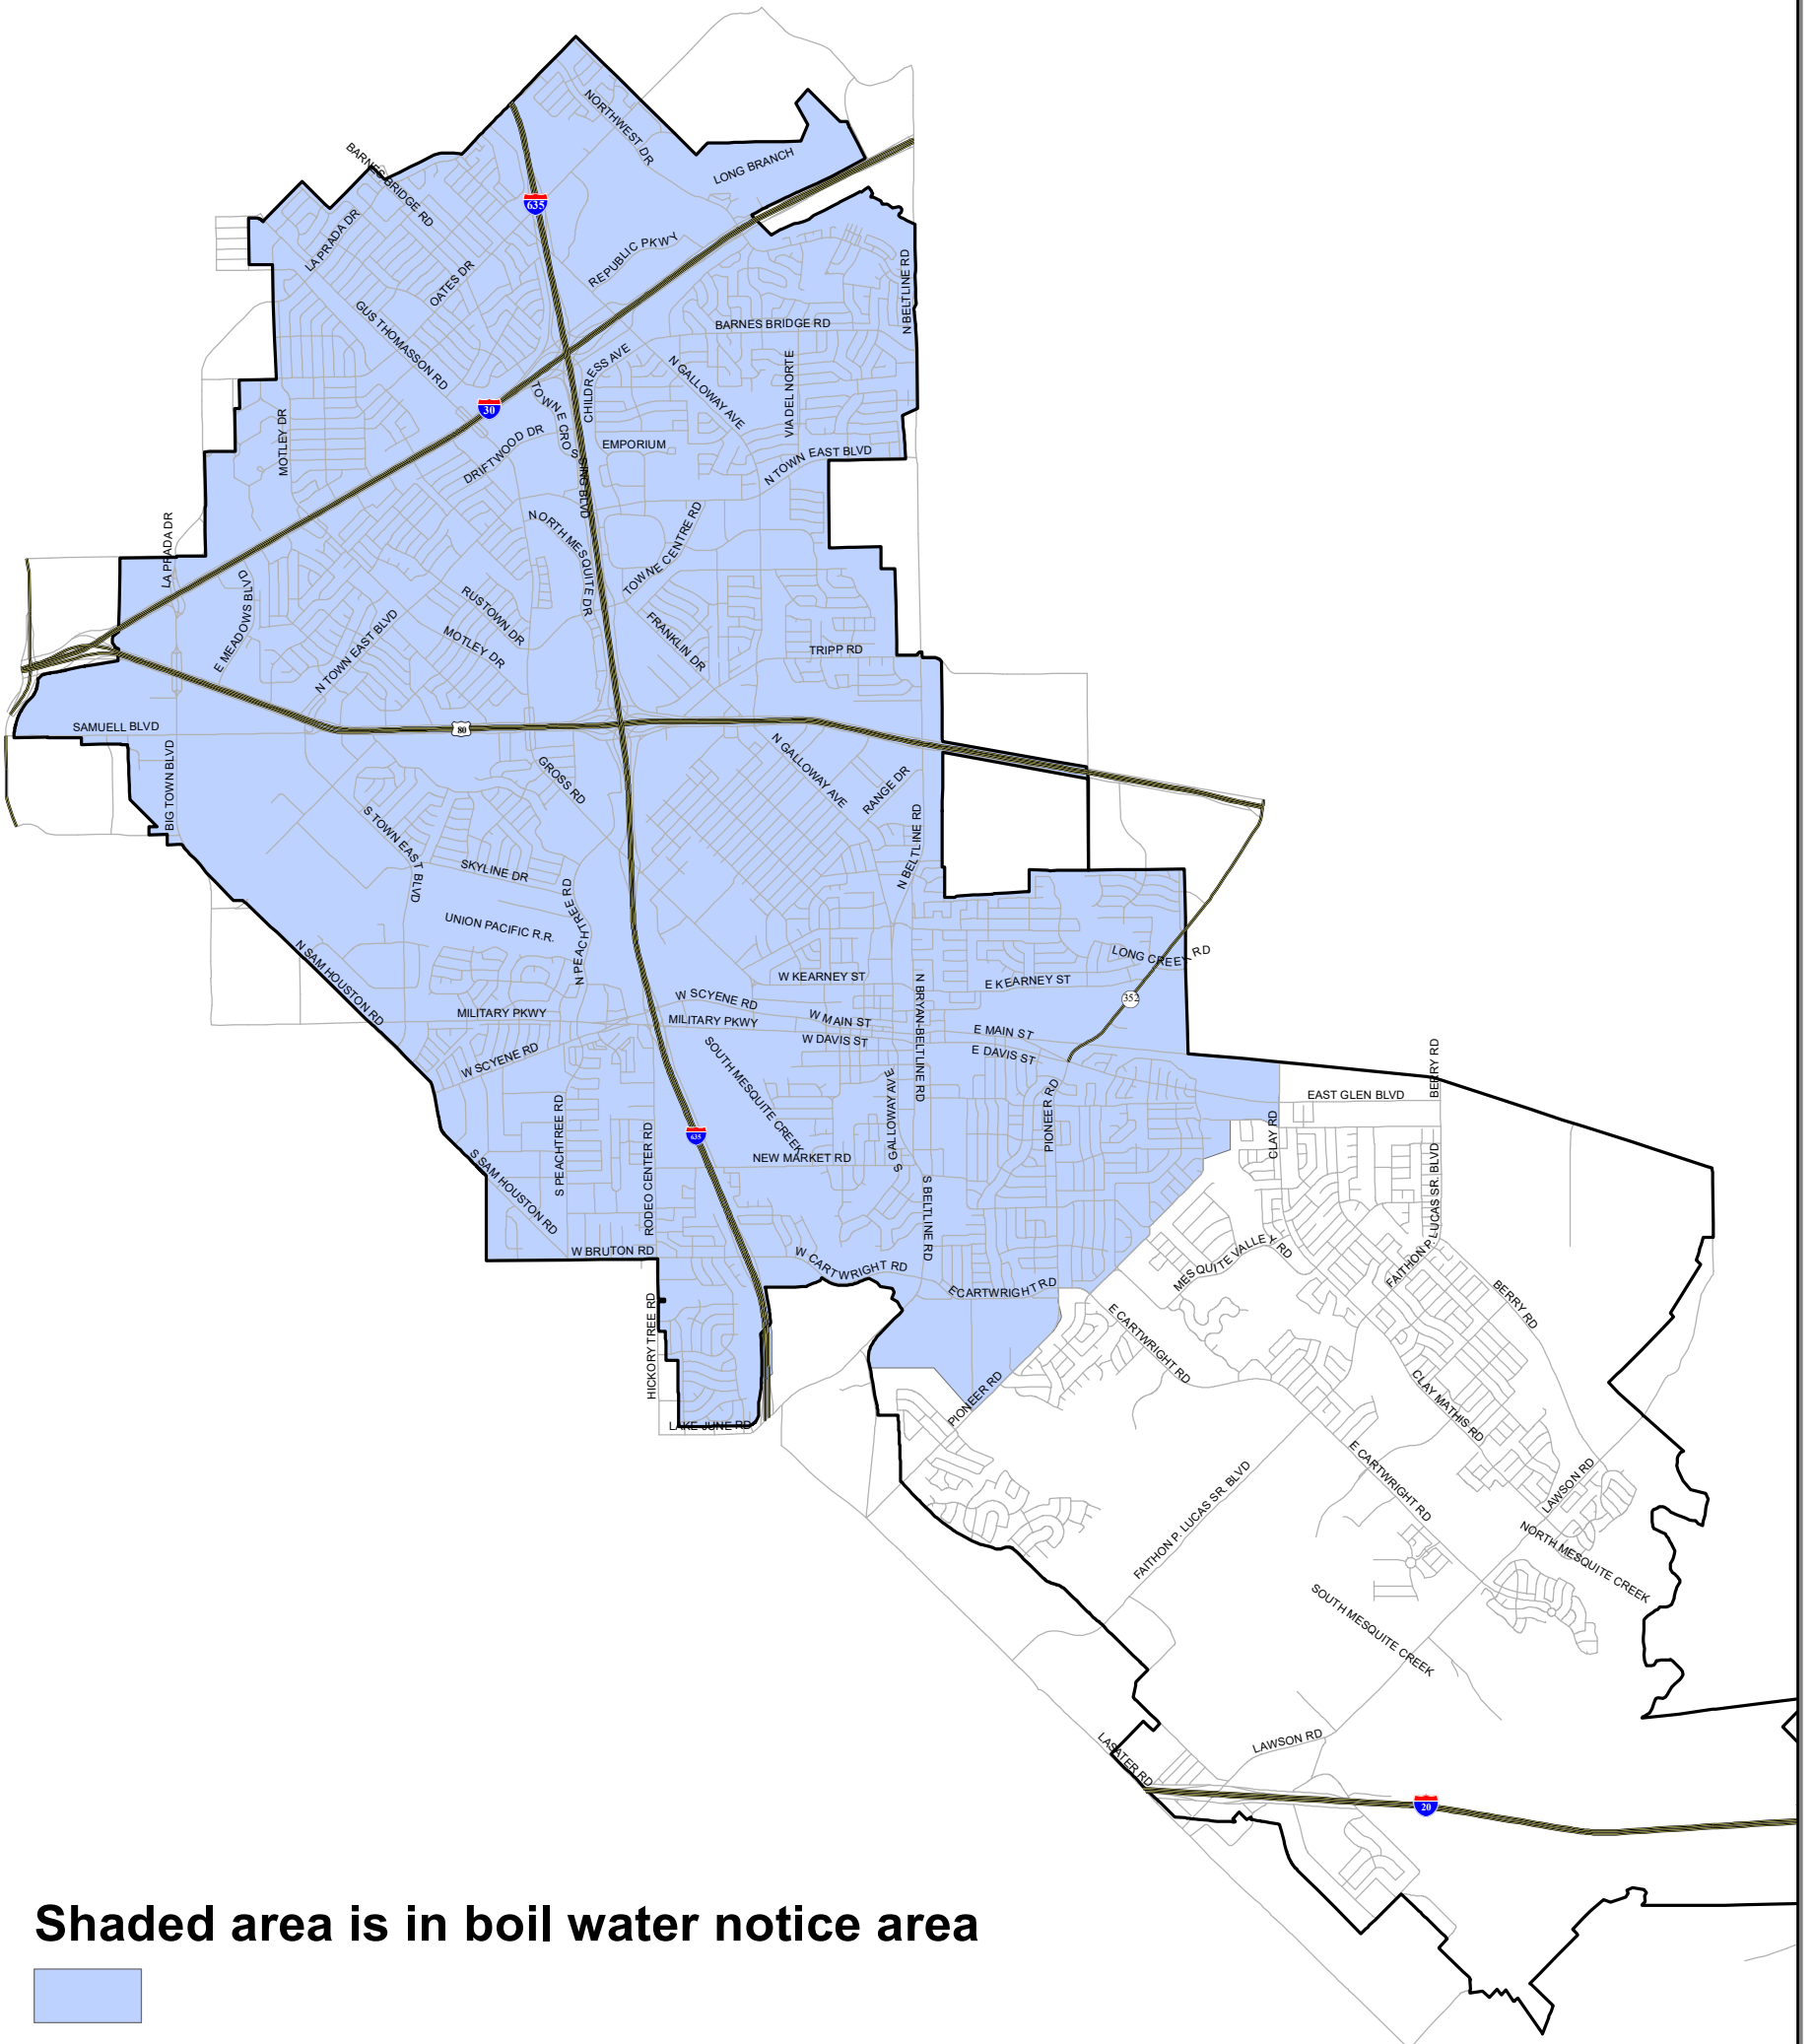 NORTHWEST DR
LONG BRANCH
BARNES BRIDGE RD
635
LA PRADA DR
OATES DR
REPUBLIC PKWY
N BELTLINE RD
GUS THOMASSON RD
BARNES BRIDGE RD
CHILDRESS AVE
N GALLOWAY AVE
VIA DEL NORTE
30
TOWNE CROSSING BLVD
MOTLEY DR
DRIFTWOOD DR
EMPORIUM
N TOWN EAST BLVD
LA PRADA DR
NORTH MESQUITE DR
TOWNE CENTRE RD
E MEADOWS BLVD
RUSTOWN DR
N TOWN EAST BLVD
MOTLEY DR
FRANKLIN DR
TRIPP RD
SAMUELL BLVD
80
BIG TOWN BLVD
GROSS RD
N GALLOWAY AVE
RANGE DR
S TOWN EAST BLVD
SKYLINE DR
N BELTLINE RD
UNION PACIFIC R.R.
N PEACHTREE RD
N SAM HOUSTON RD
LONG CREEK RD
W KEARNEY ST
E KEARNEY ST
352
W SCYENE RD
MILITARY PKWY
MILITARY PKWY
W MAIN ST
N BRYAN-BELTLINE RD
E MAIN ST
W DAVIS ST
E DAVIS ST
W SCYENE RD
SOUTH MESQUITE CREEK
BERRY RD
EAST GLEN BLVD
S PEACHTREE RD
RODEO CENTER RD
635
S GALLOWAY AVE
PIONEER RD
CLAY RD
NEW MARKET RD
S SAM HOUSTON RD
S BELTLINE RD
FAITHON P. LUCAS SR. BLVD
W BRUTON RD
W CARTWRIGHT RD
E CARTWRIGHT RD
MESQUITE VALLEY RD
BERRY RD
HICKORY TREE RD
E CARTWRIGHT RD
LAKE JUNE RD
PIONEER RD
CLAY MATHIS RD
E CARTWRIGHT RD
LAWSON RD
FAITHON P. LUCAS SR. BLVD
NORTH MESQUITE CREEK
SOUTH MESQUITE CREEK
LAWSON RD
LASATER RD
20
Shaded area is in boil water notice area